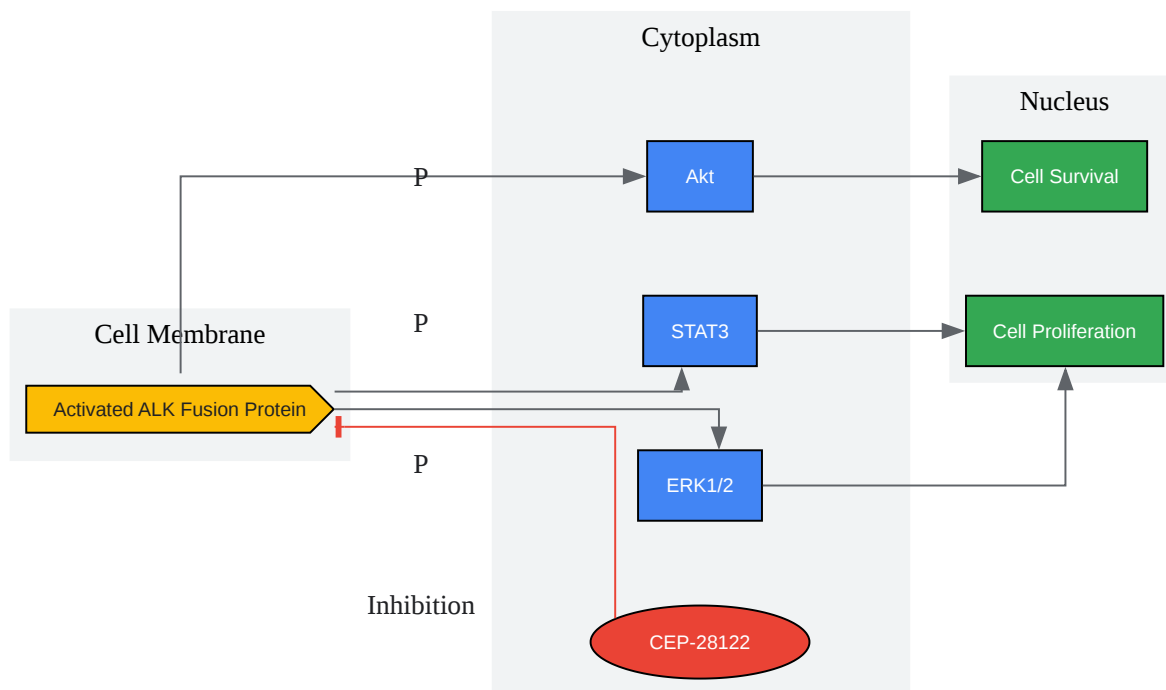 Cytoplasm
Nucleus
P
Akt
Cell Survival
Cell Membrane
P
STAT3
Cell Proliferation
Activated ALK Fusion Protein
P
ERK1/2
Inhibition
CEP-28122